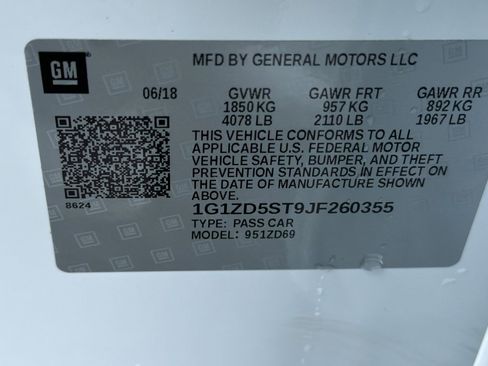 GM
MFD BY GENERAL MOTORS LLC
06/18 GVWR GAWR FRT GAWR RR
1850 KG 957 KG 892 KG
4078 LB 2110 LB 1967 LB
THIS VEHICLE CONFORMS TO ALL
APPLICABLE U.S. FEDERAL MOTOR
VEHICLE SAFETY, BUMPER, AND THEFT
PREVENTION STANDARDS IN EFFECT ON
THE DATE OF MANUFACTURE SHOWN
ABOVE.
8624
1G1ZD5ST9JF260355
TYPE: PASS CAR
MODEL: 951ZD69